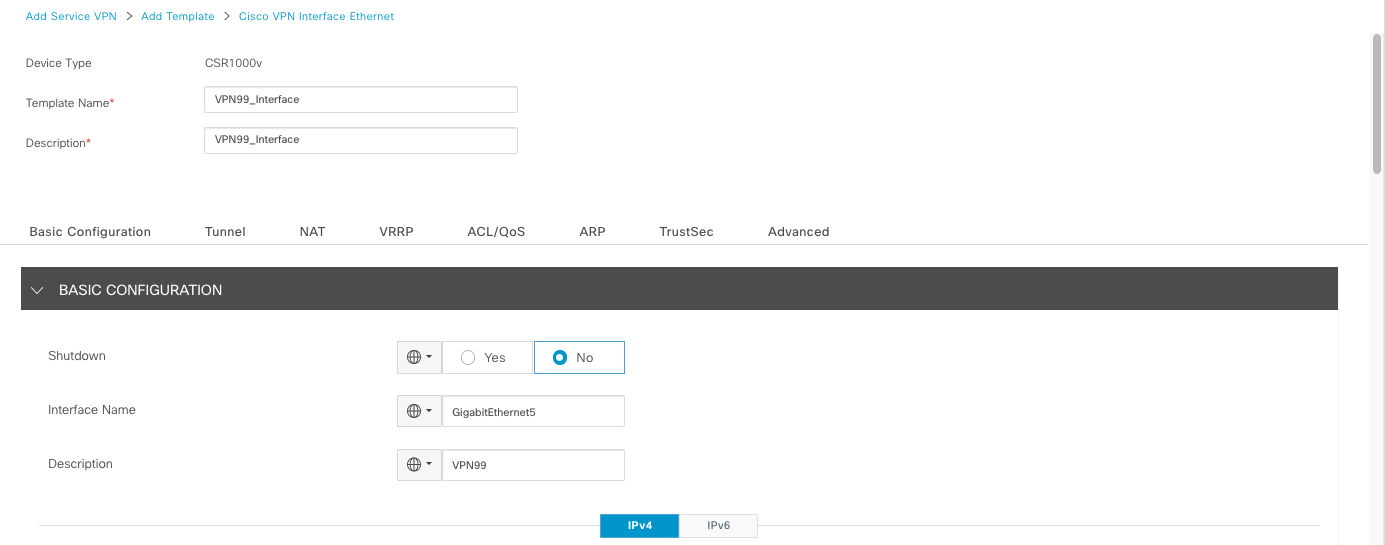 Add Service VPN > Add Template > Cisco VPN Interface Ethernet
Device Type CSR1000v
Template Name* VPN99_Interface
Description* VPN99_Interface
Basic Configuration Tunnel NAT VRRP ACL/QoS ARP TrustSec Advanced
BASIC CONFIGURATION
Shutdown Yes No
Interface Name GigabitEthernet5
Description VPN99
IPv4 IPv6